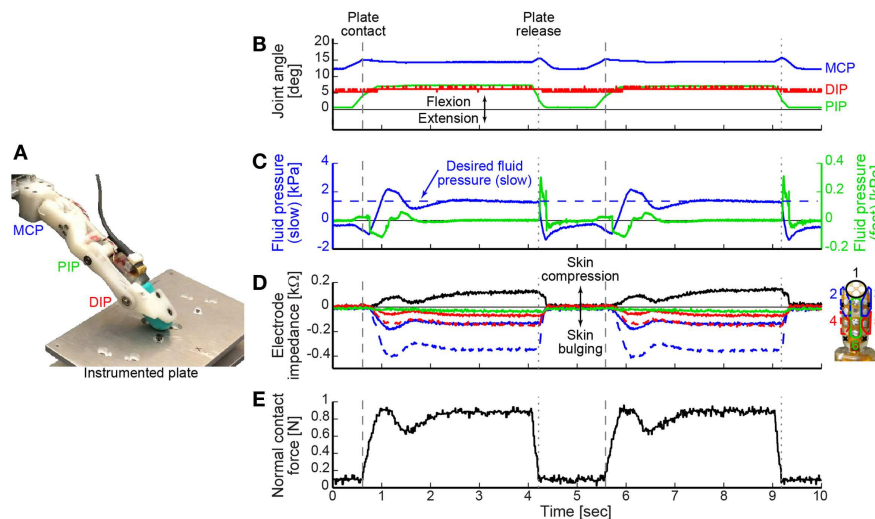 A
MCP
PIP
DIP
Instrumented plate
Plate
contact
Plate
release
B
Joint angle
[deg]
20
15
10
5
0
Flexion
Extension
MCP
DIP
PIP
C
Fluid pressure
(slow) [kPa]
4
2
0
-2
Desired fluid
pressure (slow)
0.4
0.2
0
-0.2
Fluid pressure
(fast) [kPa]
D
Electrode
impedance [kΩ]
0.2
0
-0.2
-0.4
Skin
compression
Skin
bulging
1
2
4
E
Normal contact
force [N]
1
0.8
0.6
0.4
0.2
0
0 1 2 3 4 5 6 7 8 9 10
Time [sec]